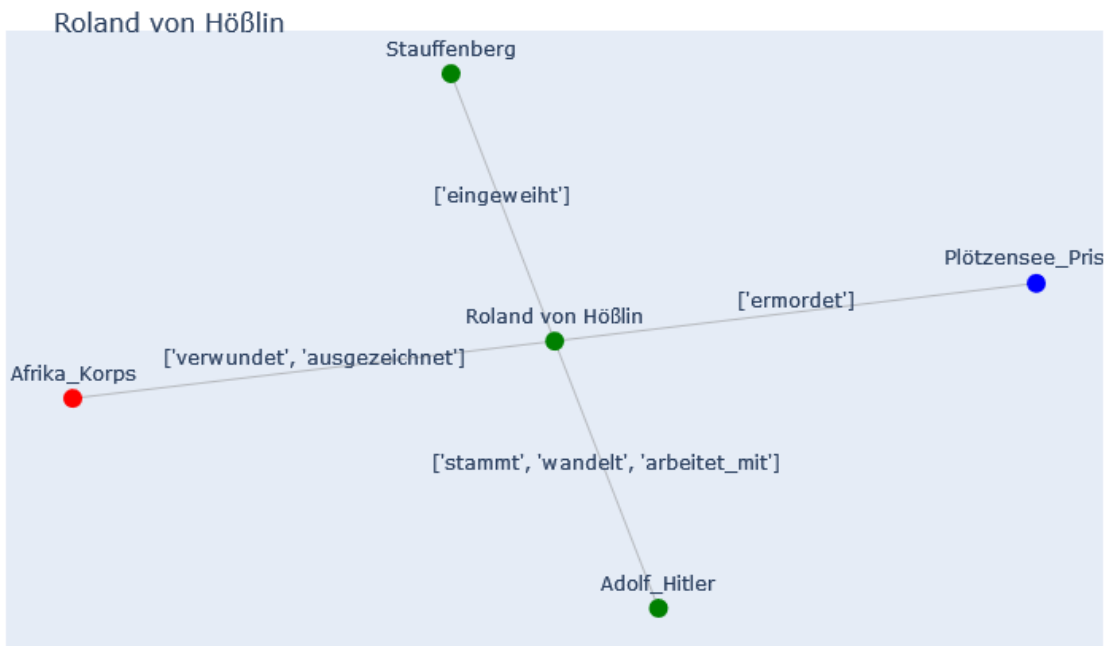 Roland von Hößlin
Stauffenberg
['eingeweiht']
Plötzensee_Pris
['ermordet']
Roland von Hößlin
['verwundet', 'ausgezeichnet']
Afrika_Korps
['stammt', 'wandelt', 'arbeitet_mit']
Adolf_Hitler